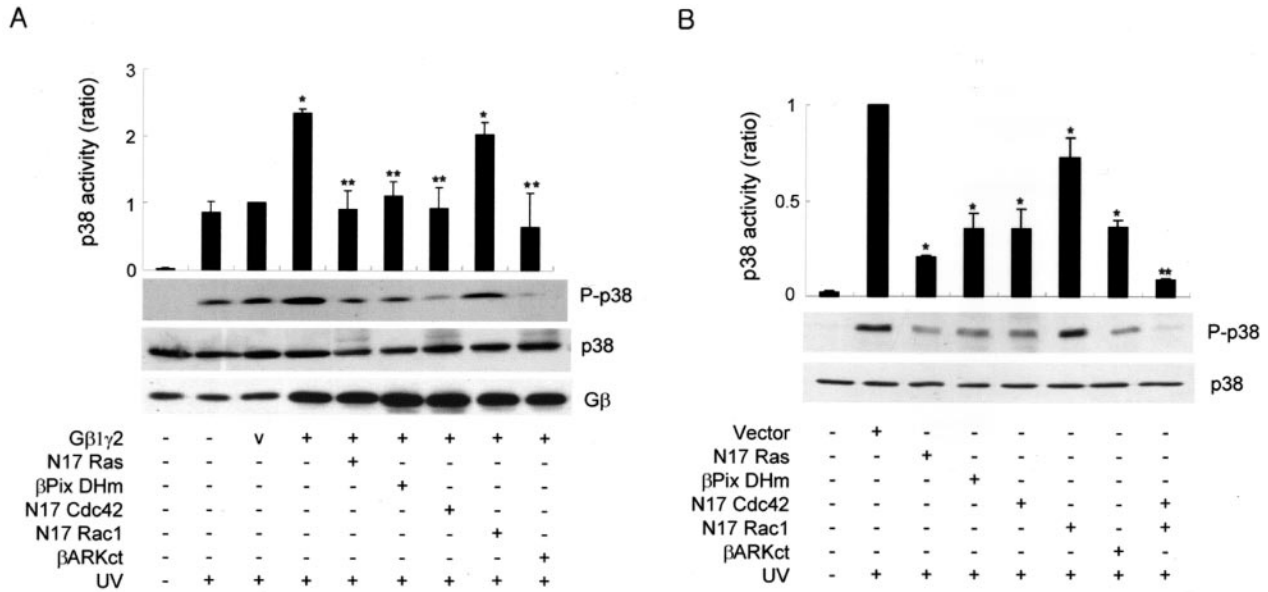 A
p38 activity (ratio)
3
2
1
0
*
**
**
**
*
**
P-p38
p38
Gβ
Gβ1γ2 - - v + + + + + +
N17 Ras - - - - + - - - -
βPix DHm - - - - - + - - -
N17 Cdc42 - - - - - - + - -
N17 Rac1 - - - - - - - + -
βARKct - - - - - - - - +
UV - + + + + + + + +
B
p38 activity (ratio)
1
0.5
0
*
*
*
*
*
**
P-p38
p38
Vector - + - - - - - -
N17 Ras - - + - - - - -
βPix DHm - - - + - - - -
N17 Cdc42 - - - - + - - +
N17 Rac1 - - - - - + - +
βARKct - - - - - - + -
UV - + + + + + + +